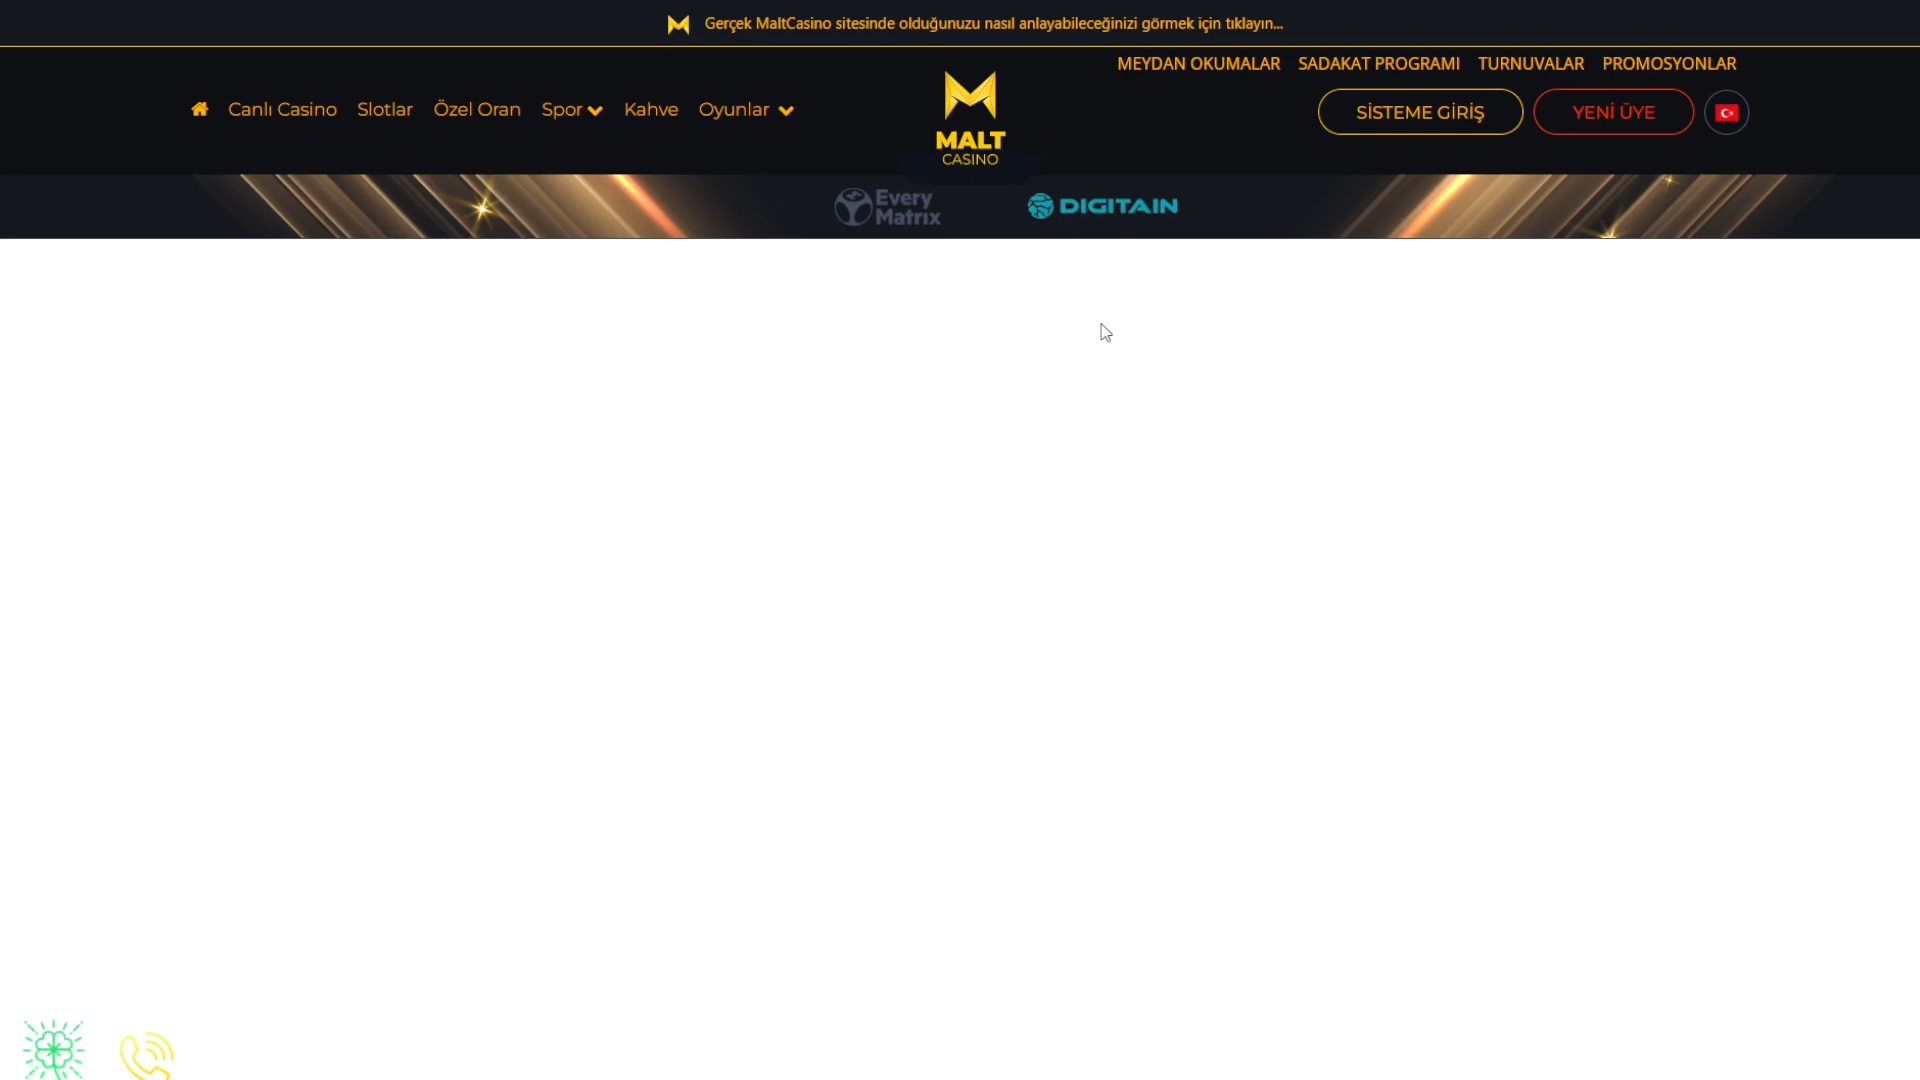 Gerçek MaltCasino sitesinde olduğunuzu nasıl anlayabileceğinizi görmek için tıklayın...
MEYDAN OKUMALAR SADAKAT PROGRAMI TURNUVALAR PROMOSYONLAR
Canlı Casino Slotlar Özel Oran Spor Kahve Oyunlar
MALT
CASINO
SİSTEME GİRİŞ YENİ ÜYE
Every
Matrix
DIGITAIN